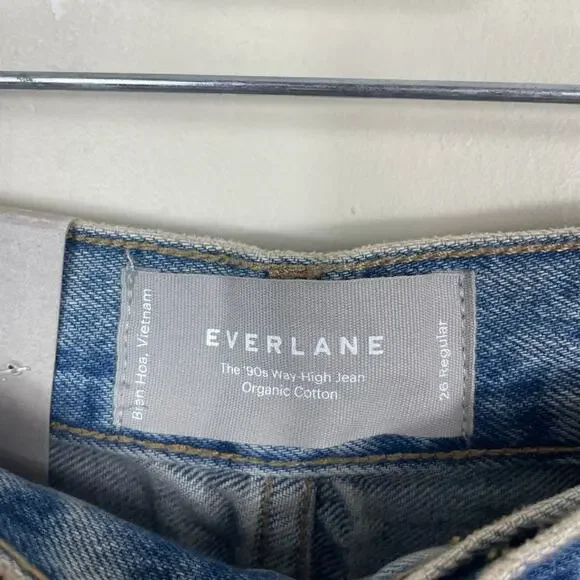 EVERLANE
The '90s Way-High Jean
Organic Cotton
Bien Hoa, Vietnam
26 Regular